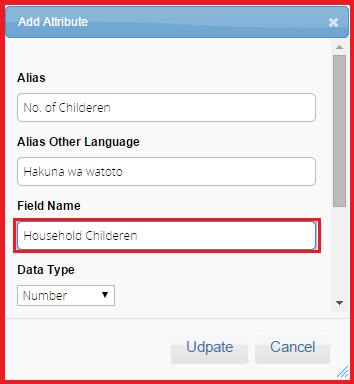 Add Attribute
Alias
No. of Childeren
Alias Other Language
Hakuna wa watoto
Field Name
Household Childeren
Data Type
Number
Udpate Cancel